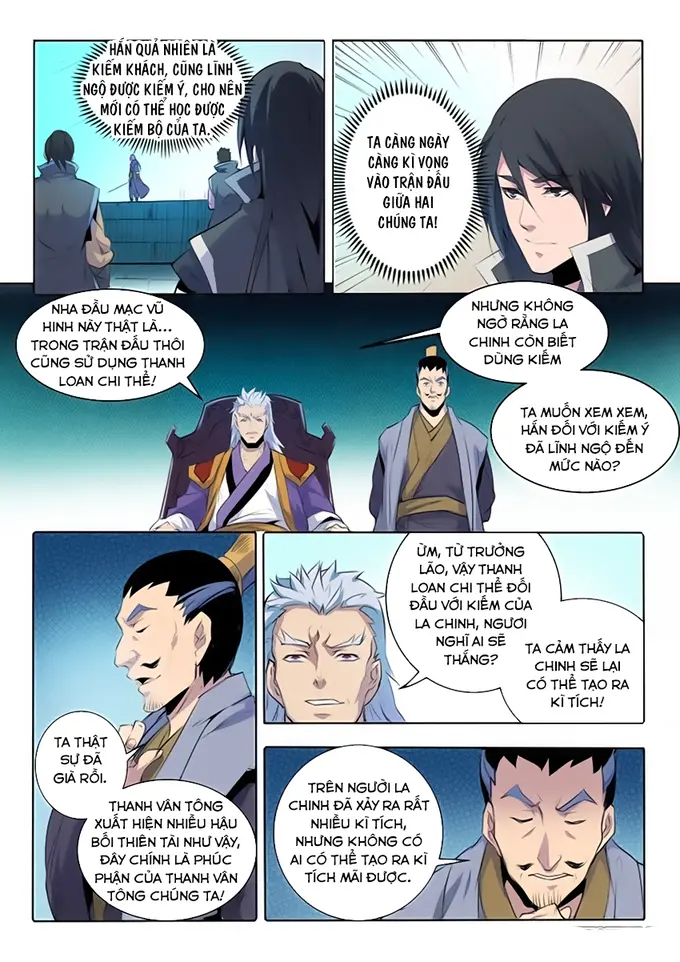 HẮN QUẢ NHIÊN LÀ
KIẾM KHÁCH, CŨNG LĨNH
NGỘ ĐƯỢC KIẾM Ý, CHO NÊN
MỚI CÓ THỂ HỌC ĐƯỢC
KIẾM BỘ CỦA TA.
TA CÀNG NGÀY
CÀNG KÌ VỌNG
VÀO TRẬN ĐẤU
GIỮA HAI
CHÚNG TA!
NHA ĐẦU MẠC VŨ
HINH NÀY THẬT LÀ...
TRONG TRẬN ĐẤU THÔI
CŨNG SỬ DỤNG THANH
LOAN CHI THỂ!
NHƯNG KHÔNG
NGỜ RẰNG LA
CHINH CÒN BIẾT
DÙNG KIẾM
TA MUỐN XEM XEM,
HẮN ĐỐI VỚI KIẾM Ý
ĐÃ LĨNH NGỘ ĐẾN
MỨC NÀO?
ỪM, TỪ TRƯỞNG
LÃO, VẬY THANH
LOAN CHI THỂ ĐỐI
ĐẦU VỚI KIẾM CỦA
LA CHINH, NGƯƠI
NGHĨ AI SẼ
THẮNG?
TA CẢM THẤY LA
CHINH SẼ LẠI
CÓ THỂ TẠO RA
KÌ TÍCH!
TA THẬT
SỰ ĐÃ
GIÀ RỒI.
THANH VÂN TÔNG
XUẤT HIỆN NHIỀU HẬU
BỐI THIÊN TÀI NHƯ VẬY,
ĐÂY CHÍNH LÀ PHÚC
PHẬN CỦA THANH VÂN
TÔNG CHÚNG TA!
TRÊN NGƯỜI LA
CHINH ĐÃ XẢY RA RẤT
NHIỀU KÌ TÍCH,
NHƯNG KHÔNG CÓ
AI CÓ THỂ TẠO RA KÌ
TÍCH MÃI ĐƯỢC.